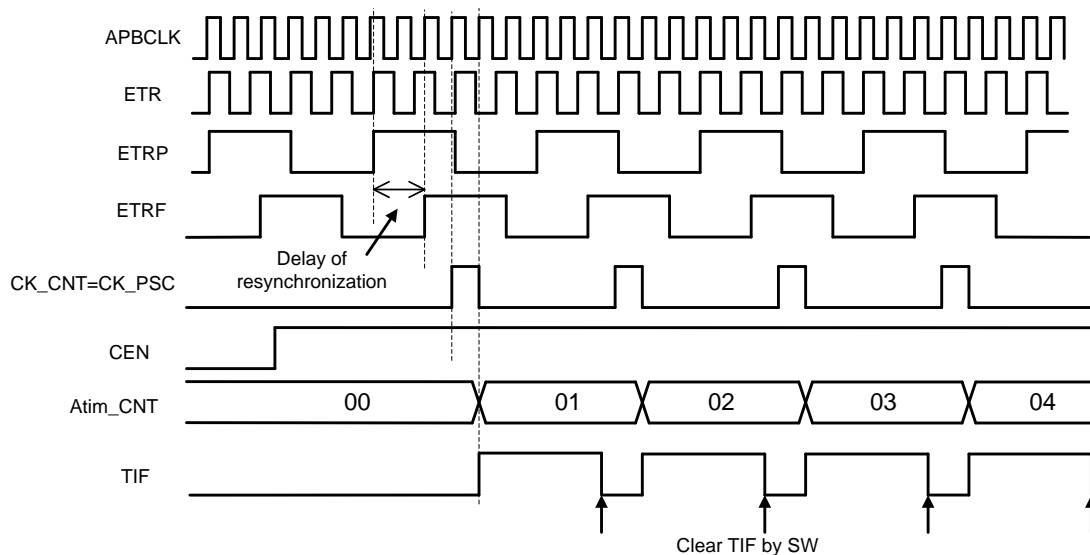 APBCLK
ETR
ETRP
ETRF
Delay of
resynchronization
CK_CNT=CK_PSC
CEN
Atim_CNT
00
01
02
03
04
TIF
Clear TIF by SW